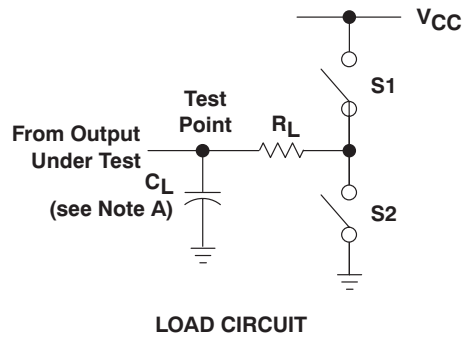 VCC
S1
Test
Point
RL
From Output
Under Test
CL
(see Note A)
S2
LOAD CIRCUIT